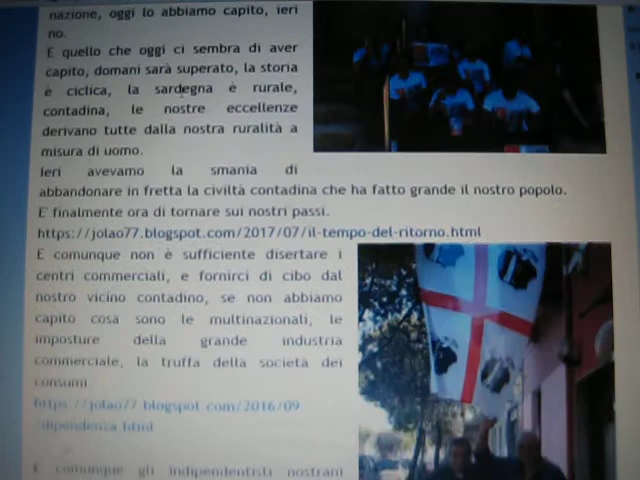 nazione, oggi lo abbiamo capito, ieri
no.
E quello che oggi ci sembra di aver
capito, domani sarà superato, la storia
è ciclica, la sardegna è rurale,
contadina, le nostre eccellenze
derivano tutte dalla nostra ruralità a
misura di uomo.
Ieri avevamo la smania di
abbandonare in fretta la civiltà contadina che ha fatto grande il nostro popolo.
E' finalmente ora di tornare sui nostri passi.
https://jolao77.blogspot.com/2017/07/il-tempo-del-ritorno.html
E comunque non è sufficiente disertare i
centri commerciali, e fornirci di cibo dal
nostro vicino contadino, se non abbiamo
capito cosa sono le multinazionali, le
imposture della grande industria
commerciale, la truffa della società dei
consumi.
https://jolao77.blogspot.com/2016/09
/dipendenza.html
E comunque gli indipendentisti nostrani